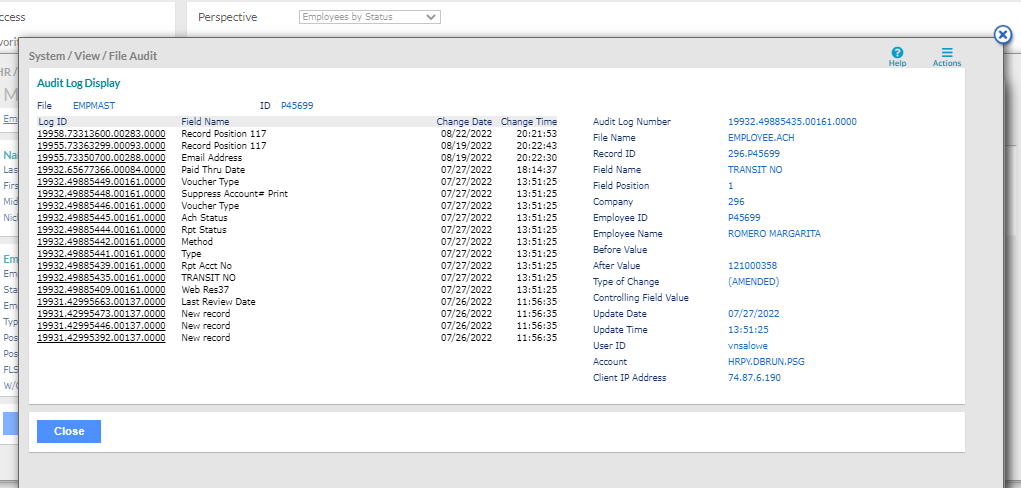 ccess
Perspective
Employees by Status
vorit
System / View / File Audit
Help
Actions
HR /
M
Em
Audit Log Display
File EMPMAST ID P45699
Log ID Field Name Change Date Change Time
19958.73313600.00283.0000 Record Position 117 08/22/2022 20:21:53
19955.73363299.00093.0000 Record Position 117 08/19/2022 20:22:43
19955.73350700.00288.0000 Email Address 08/19/2022 20:22:30
19932.65677366.00084.0000 Paid Thru Date 07/27/2022 18:14:37
19932.49885449.00161.0000 Voucher Type 07/27/2022 13:51:25
19932.49885448.00161.0000 Suppress Account# Print 07/27/2022 13:51:25
19932.49885446.00161.0000 Voucher Type 07/27/2022 13:51:25
19932.49885445.00161.0000 Ach Status 07/27/2022 13:51:25
19932.49885444.00161.0000 Rpt Status 07/27/2022 13:51:25
19932.49885442.00161.0000 Method 07/27/2022 13:51:25
19932.49885441.00161.0000 Type 07/27/2022 13:51:25
19932.49885439.00161.0000 Rpt Acct No 07/27/2022 13:51:25
19932.49885435.00161.0000 TRANSIT NO 07/27/2022 13:51:25
19932.49885409.00161.0000 Web Res37 07/27/2022 13:51:25
19931.42995663.00137.0000 Last Review Date 07/26/2022 11:56:35
19931.42995473.00137.0000 New record 07/26/2022 11:56:35
19931.42995446.00137.0000 New record 07/26/2022 11:56:35
19931.42995392.00137.0000 New record 07/26/2022 11:56:35
Audit Log Number 19932.49885435.00161.0000
File Name EMPLOYEE.ACH
Record ID 296.P45699
Field Name TRANSIT NO
Field Position 1
Company 296
Employee ID P45699
Employee Name ROMERO MARGARITA
Before Value
After Value 121000358
Type of Change (AMENDED)
Controlling Field Value
Update Date 07/27/2022
Update Time 13:51:25
User ID vnsalowe
Account HRPY.DBRUN.PSG
Client IP Address 74.87.6.190
Na
Las
Firs
Mid
Nic
Em
Em
Sta
Em
Typ
Pos
Pos
FLS
W/C
Close